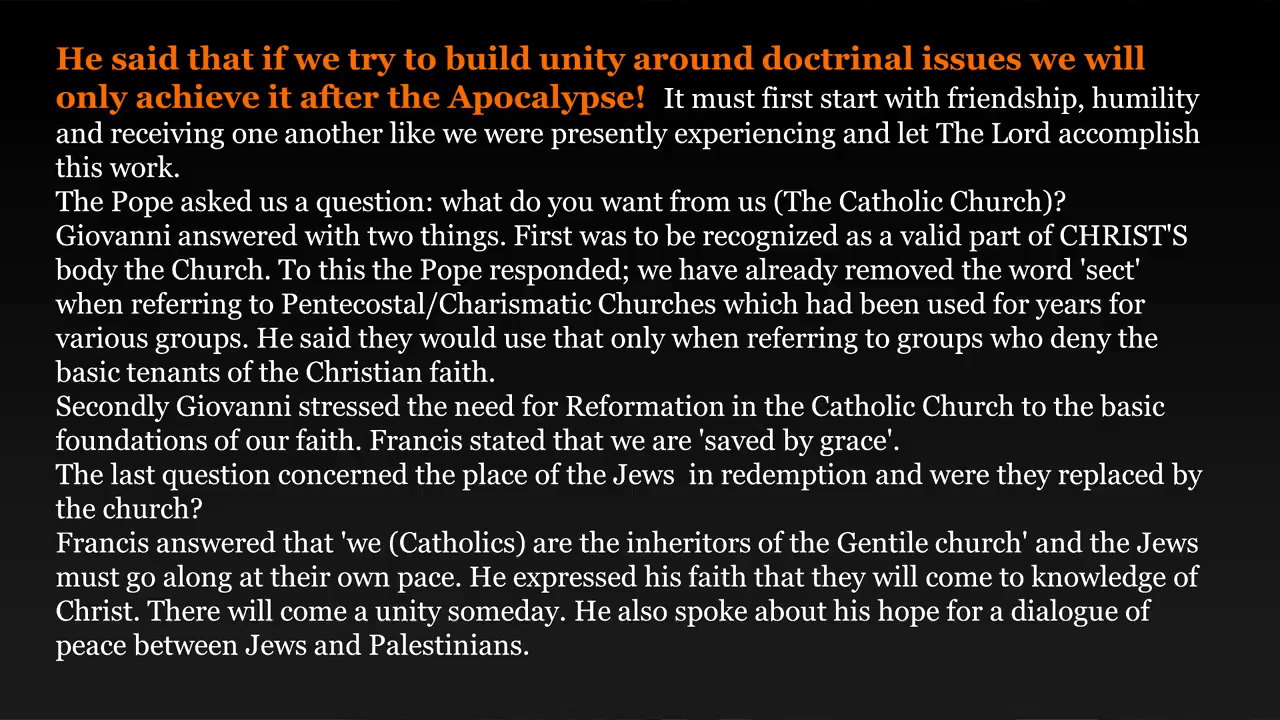 He said that if we try to build unity around doctrinal issues we will
only achieve it after the Apocalypse!  It must first start with friendship, humility
and receiving one another like we were presently experiencing and let The Lord accomplish
this work.
The Pope asked us a question: what do you want from us (The Catholic Church)?
Giovanni answered with two things. First was to be recognized as a valid part of CHRIST'S
body the Church. To this the Pope responded; we have already removed the word 'sect'
when referring to Pentecostal/Charismatic Churches which had been used for years for
various groups. He said they would use that only when referring to groups who deny the
basic tenants of the Christian faith.
Secondly Giovanni stressed the need for Reformation in the Catholic Church to the basic
foundations of our faith. Francis stated that we are 'saved by grace'.
The last question concerned the place of the Jews  in redemption and were they replaced by
the church?
Francis answered that 'we (Catholics) are the inheritors of the Gentile church' and the Jews
must go along at their own pace. He expressed his faith that they will come to knowledge of
Christ. There will come a unity someday. He also spoke about his hope for a dialogue of
peace between Jews and Palestinians.